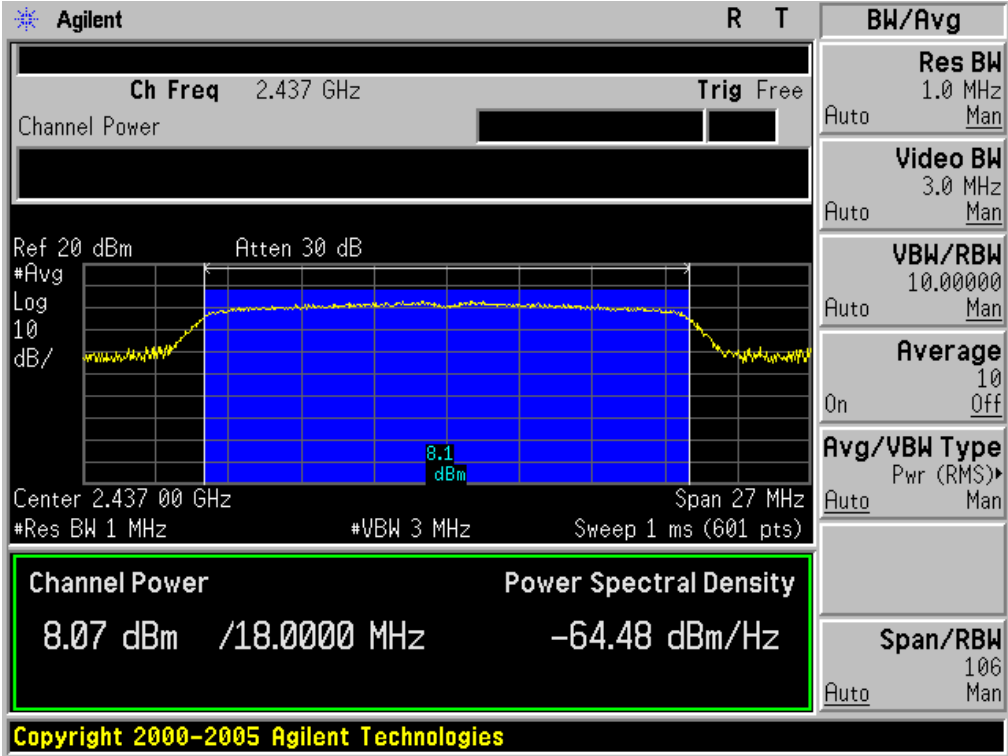 Agilent
R T
Ch Freq 2.437 GHz
Trig Free
Channel Power
Ref 20 dBm
Atten 30 dB
#Avg
Log
10
dB/
8.1
dBm
Center 2.437 00 GHz
Span 27 MHz
#Res BW 1 MHz
#VBW 3 MHz
Sweep 1 ms (601 pts)
Channel Power
Power Spectral Density
8.07 dBm /18.0000 MHz
-64.48 dBm/Hz
Copyright 2000-2005 Agilent Technologies
BW/Avg
Res BW
1.0 MHz
Auto Man
Video BW
3.0 MHz
Auto Man
VBW/RBW
10.00000
Auto Man
Average
10
On Off
Avg/VBW Type
Pwr (RMS)▸
Auto Man
Span/RBW
106
Auto Man